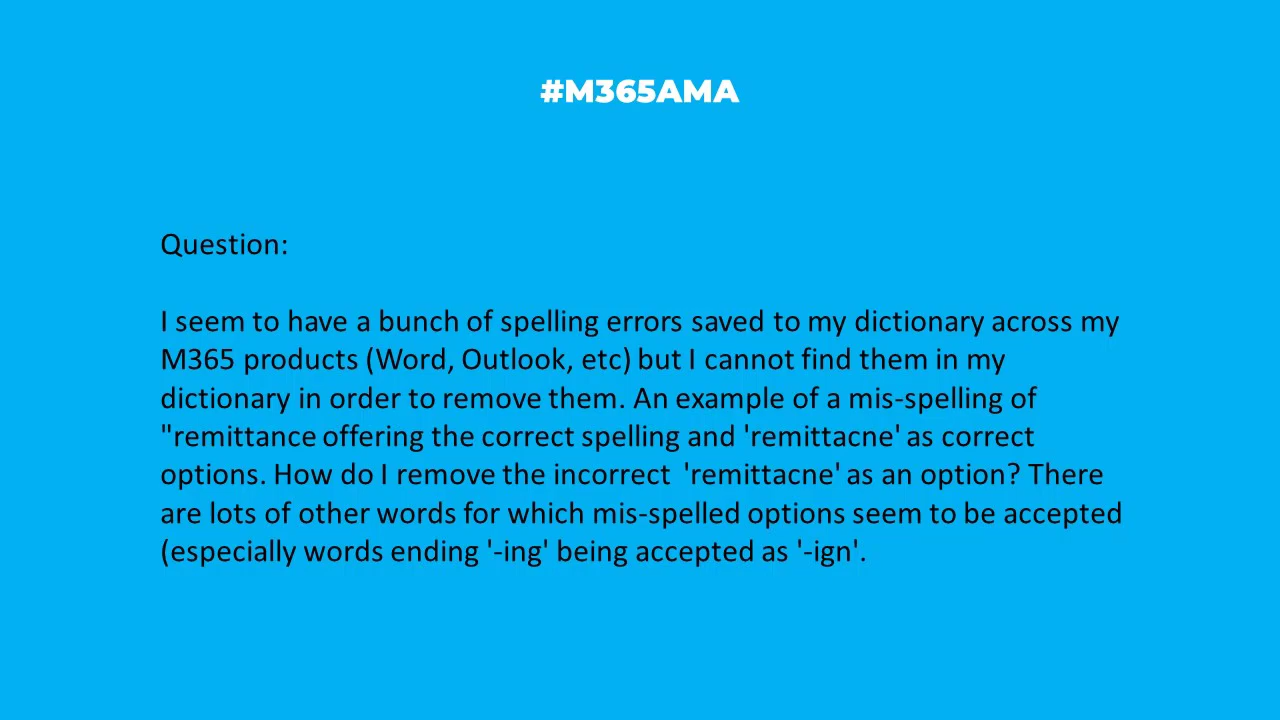 #M365AMA
Question:
I seem to have a bunch of spelling errors saved to my dictionary across my
M365 products (Word, Outlook, etc) but I cannot find them in my
dictionary in order to remove them. An example of a mis-spelling of
"remittance offering the correct spelling and 'remittacne' as correct
options. How do I remove the incorrect 'remittacne' as an option? There
are lots of other words for which mis-spelled options seem to be accepted
(especially words ending '-ing' being accepted as '-ign'.